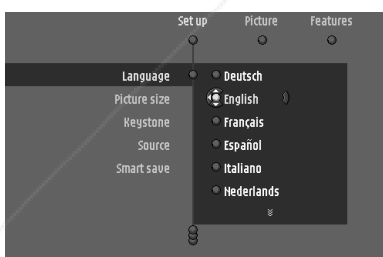 Set up Picture Features
Language Deutsch
Picture size English
Keystone Français
Source Español
Smart save Italiano
Nederlands